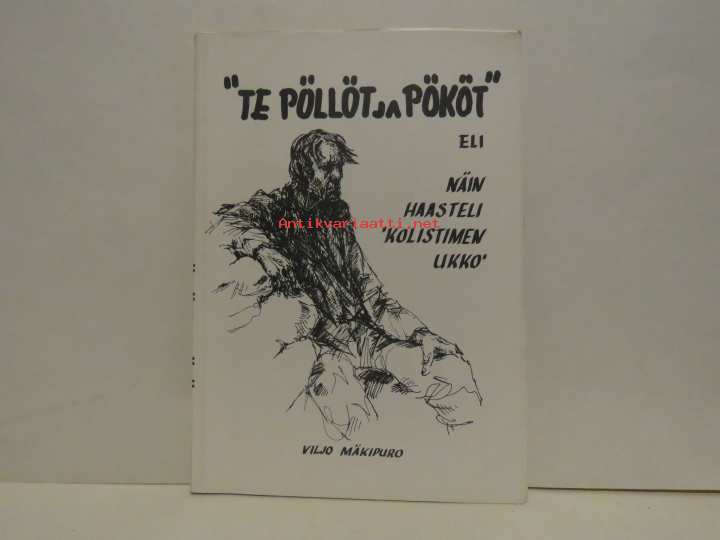 "TE PÖLLÖT JA PÖKÖT"
ELI
NÄIN
HAASTELI
Antikvariaatti.net
'KOLISTIMEN
UKKO'
VILJO MÄKIPURO